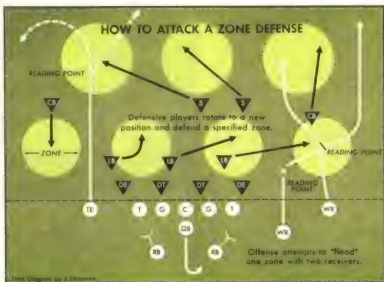 HOW TO ATTACK A ZONE DEFENSE
READING POINT
CB
S
S
CB
Defensive players rotate to a new
position and defend a specified zone.
ZONE
LB
LB
LB
READING POINT
DE
DT
DT
DE
READING
POINT
TE
T
G
C
G
T
WR
QB
WR
RB
RB
Offense attempts to "flood"
one zone with two receivers.